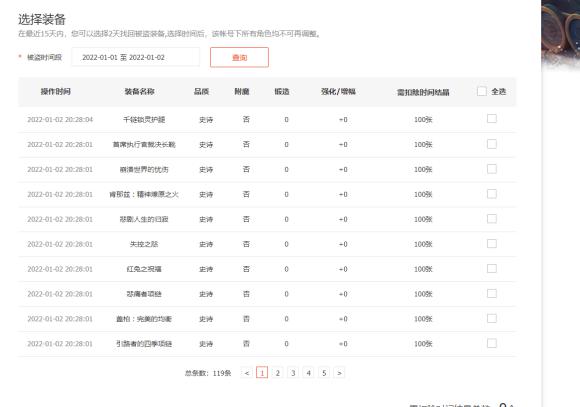 选择装备
在最近15天内，您可以选择2天找回被盗装备,选择时间后，该帐号下所有角色均不可再调整。
* 被盗时间段 2022-01-01 至 2022-01-02 查询
操作时间 装备名称 品质 附魔 锻造 强化/增幅 需扣除时间结晶 全选
2022-01-02 20:28:04 千链锁灵护腿 史诗 否 0 +0 100张
2022-01-02 20:28:01 首席执行官裁决长靴 史诗 否 0 +0 100张
2022-01-02 20:28:01 崩溃世界的忧伤 史诗 否 0 +0 100张
2022-01-02 20:28:01 肯那兹：精神燎原之火 史诗 否 0 +0 100张
2022-01-02 20:28:01 悲剧人生的归寂 史诗 否 0 +0 100张
2022-01-02 20:28:01 失控之怒 史诗 否 0 +0 100张
2022-01-02 20:28:01 红兔之祝福 史诗 否 0 +0 100张
2022-01-02 20:28:01 悲痛者项链 史诗 否 0 +0 100张
2022-01-02 20:28:01 盖柏：完美的均衡 史诗 否 0 +0 100张
2022-01-02 20:28:01 引路者的四季项链 史诗 否 0 +0 100张
总条数：119条 < 1 2 3 4 5 >